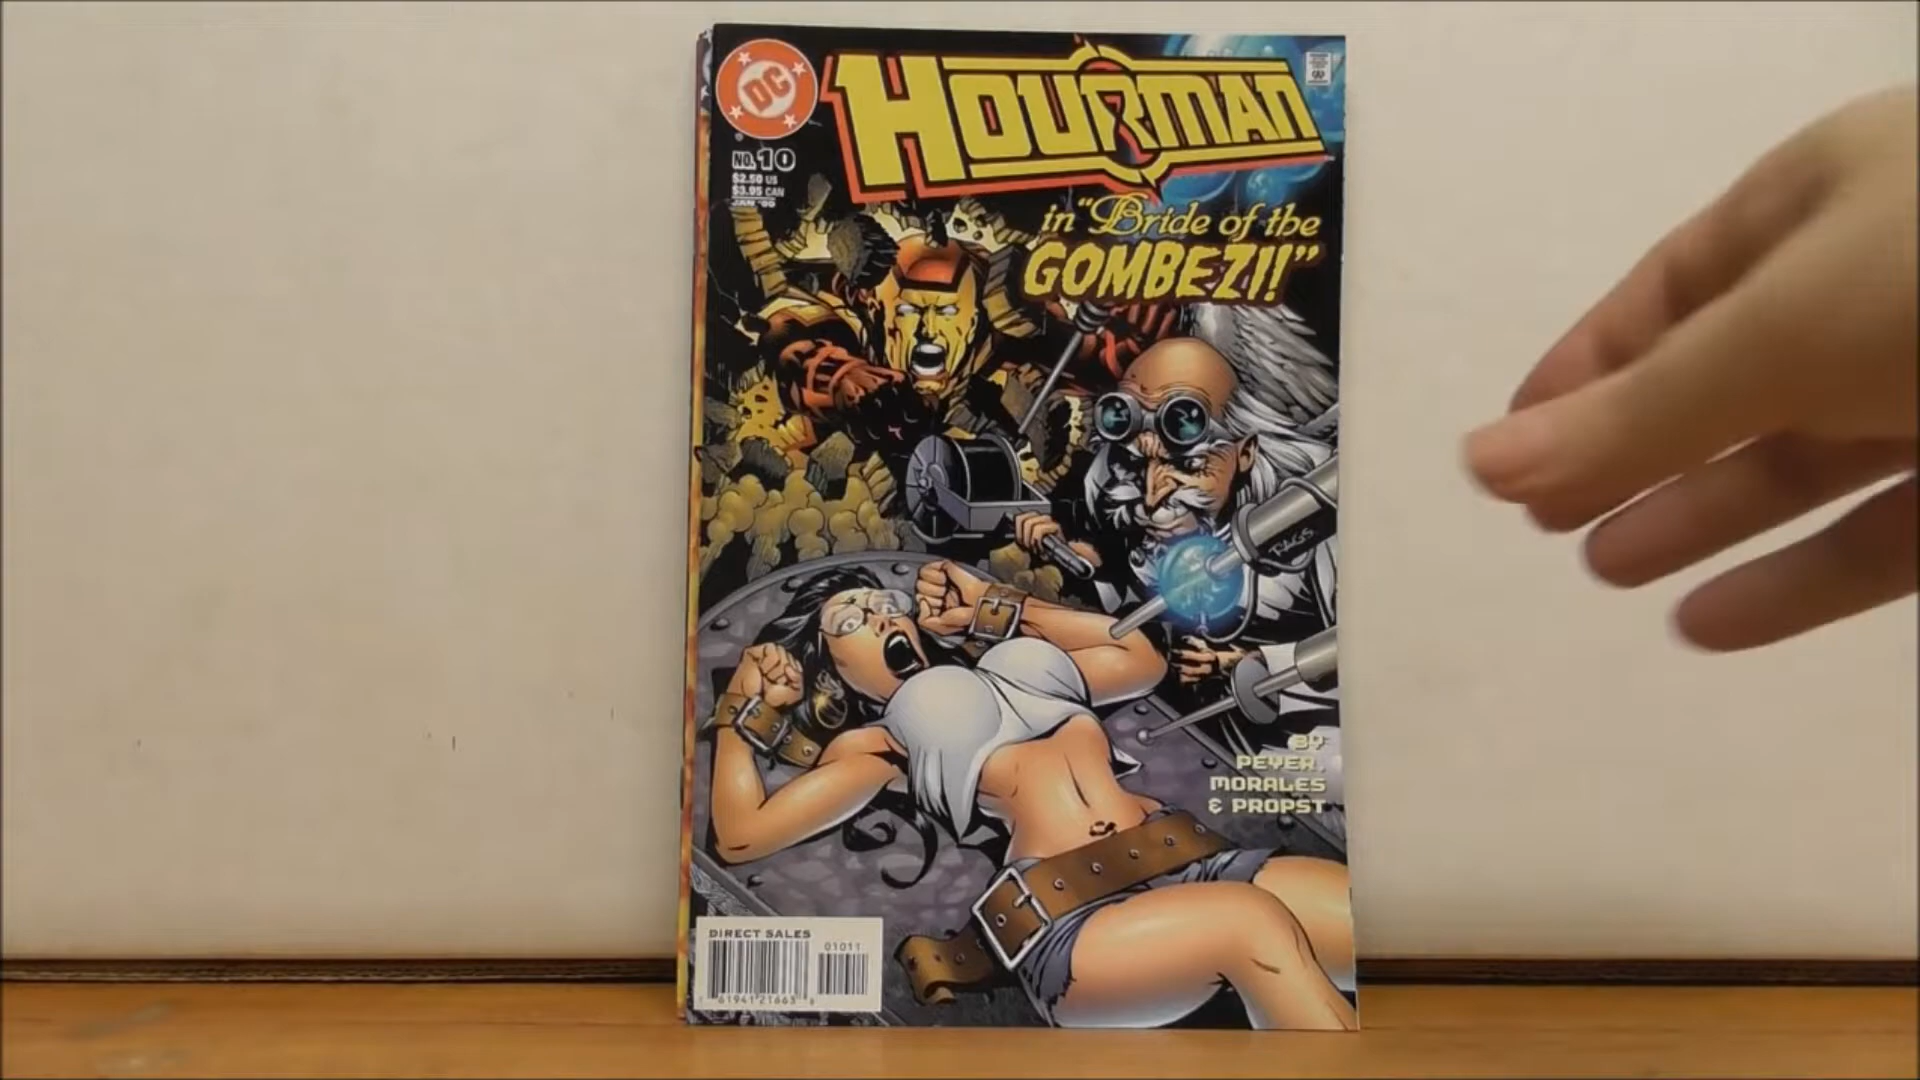 DC
HOURMAN
NO. 10
$2.50 US
$3.95 CAN
in "Bride of the
GOMBEZI!"
RAGS
BY
PEYER,
MORALES
& PROPST
DIRECT SALES
01011